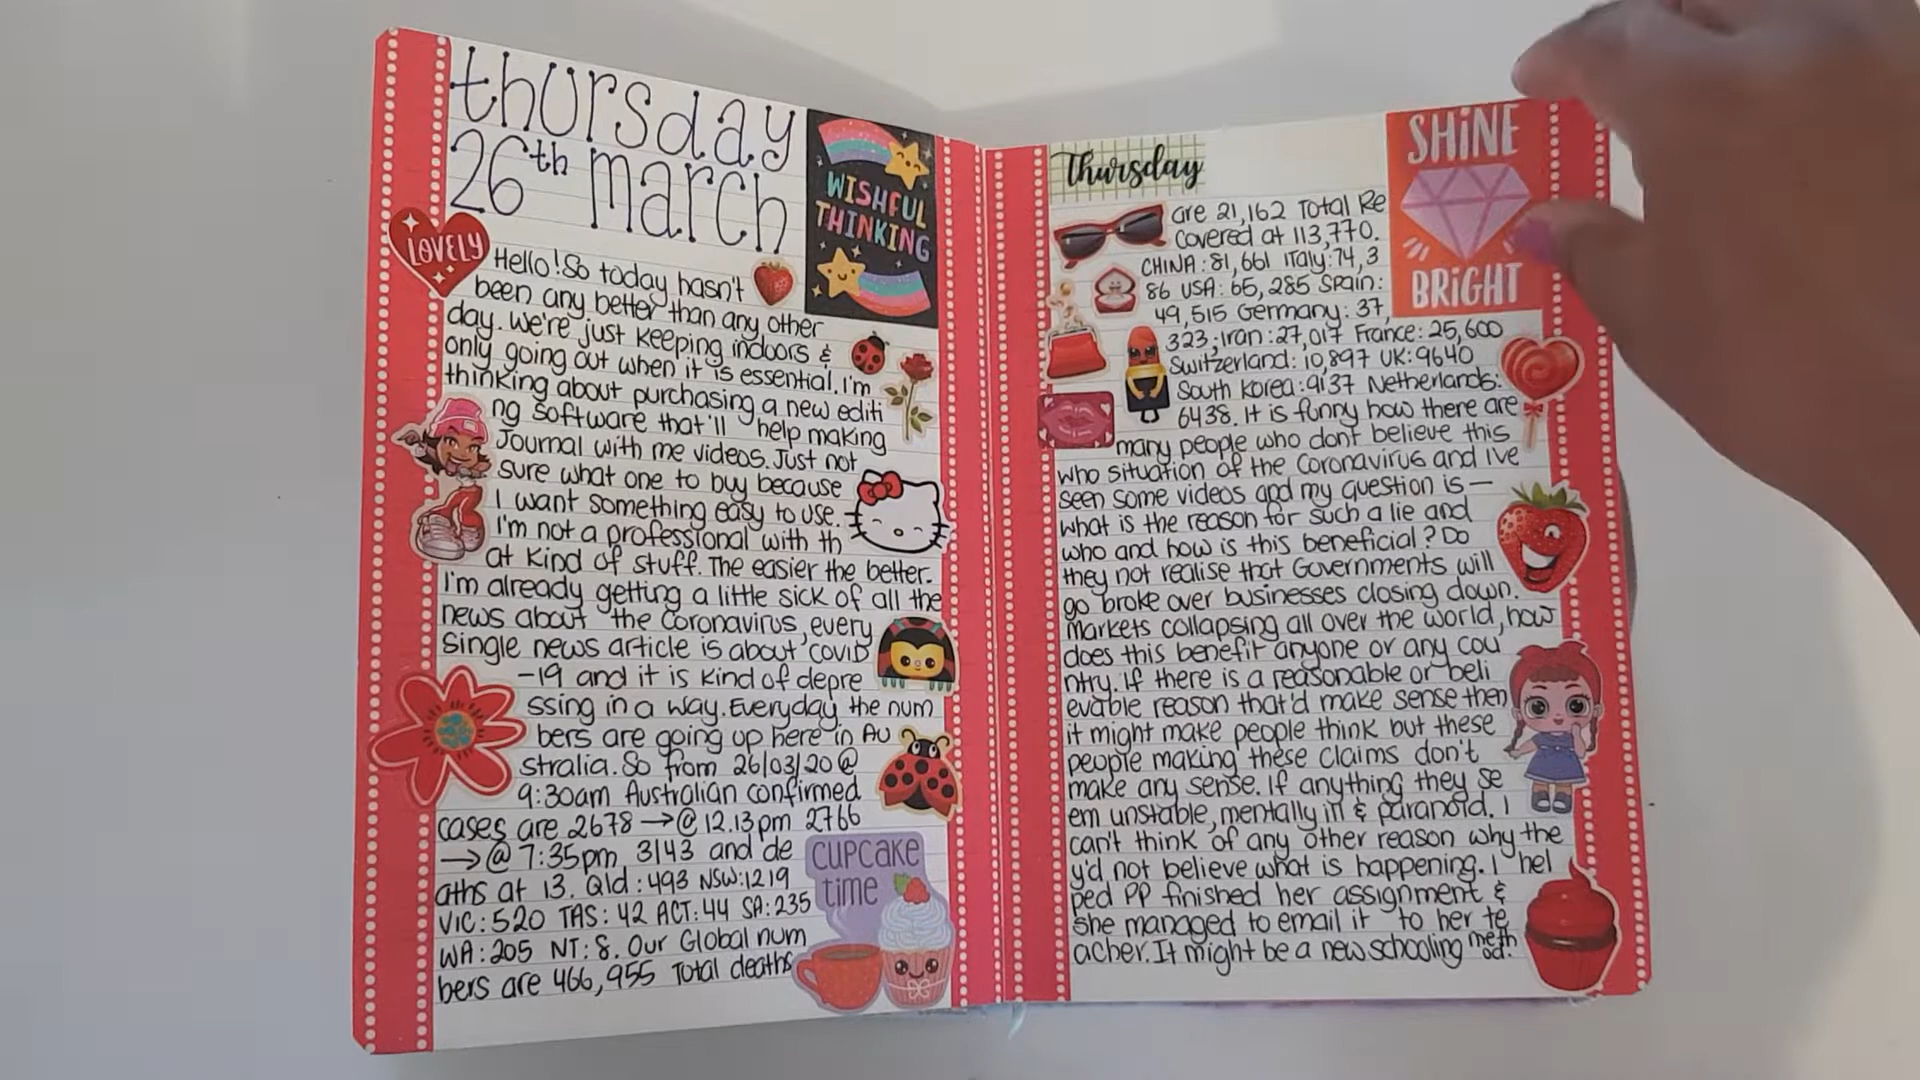 thursday
26th march
WISHFUL
THINKING
LOVELY
Hello! So today hasn't
been any better than any other
day. We're just keeping indoors &
only going out when it is essential. I'm
thinking about purchasing a new editi
ng software that'll help making
Journal with me videos. Just not
sure what one to buy because
I want something easy to use.
I'm not a professional with th
at kind of stuff. The easier the better.
I'm already getting a little sick of all the
news about the Coronavirus, every
single news article is about covid
-19 and it is kind of depre
ssing in a way. Everyday the num
bers are going up here in Au
stralia. So from 26/03/20 @
9:30am Australian confirmed
cases are 2678 → @ 12.13pm 2766
→ @ 7:35pm 3143 and de
aths at 13. Qld: 493 NSW: 1219
VIC: 520 TAS: 42 ACT: 44 SA: 235
WA: 205 NT: 8. Our Global num
bers are 466,955 Total deaths
CUPCAKE
time
Thursday
SHiNE
BRiGHT
are 21,162 Total Re
covered at 113,770.
CHINA: 81,661 Italy: 74,3
86 USA: 65,285 Spain:
49,515 Germany: 37,
323; Iran: 27,017 France: 25,600
Switzerland: 10,897 UK: 9640
South Korea: 9137 Netherlands:
6438. It is funny how there are
many people who dont believe this
who situation of the Coronavirus and Ive
seen some videos and my question is —
what is the reason for such a lie and
who and how is this beneficial? Do
they not realise that Governments will
go broke over businesses closing down.
Markets collapsing all over the world, how
does this benefit anyone or any cou
ntry. If there is a reasonable or beli
evable reason that'd make sense then
it might make people think but these
people making these claims don't
make any sense. If anything they se
em unstable, mentally ill & paranoid. I
can't think of any other reason why the
y'd not believe what is happening. I hel
ped PP finished her assignment &
she managed to email it to her te
acher. It might be a new schooling meth
od.